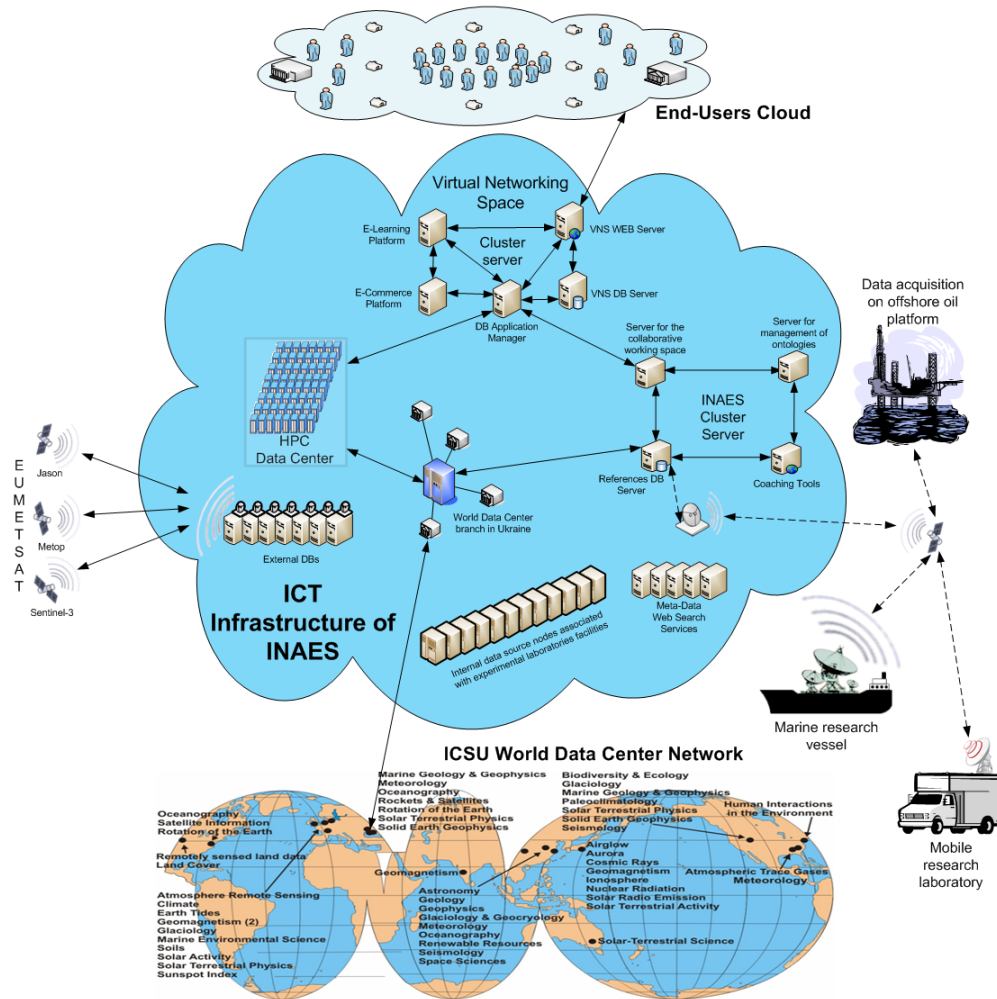 End-Users Cloud
Virtual Networking
Space
E-Learning
Platform
Cluster
server
VNS WEB Server
E-Commerce
Platform
VNS DB Server
DB Application
Manager
Server for the
collaborative
working space
Server for
management of
ontologies
Data acquisition
on offshore oil
platform
HPC
Data Center
INAES
Cluster
Server
References DB
Server
Coaching Tools
EUMETSAT
Jason
Metop
Sentinel-3
External DBs
World Data Center
branch in Ukraine
ICT
Infrastructure of
INAES
Internal data source nodes associated
with experimental laboratories facilities
Meta-Data
Web Search
Services
Marine research
vessel
Mobile
research
laboratory
ICSU World Data Center Network
Oceanography
Satellite Information
Rotation of the Earth
Remotely sensed land data
Land Cover
Atmosphere Remote Sensing
Climate
Earth Tides
Geomagnetism (2)
Glaciology
Marine Environmental Science
Soils
Solar Activity
Solar Terrestrial Physics
Sunspot Index
Marine Geology & Geophysics
Meteorology
Oceanography
Rockets & Satellites
Rotation of the Earth
Solar Terrestrial Physics
Solid Earth Geophysics
Geomagnetism
Astronomy
Geology
Geophysics
Glaciology & Geocryology
Meteorology
Oceanography
Renewable Resources
Seismology
Space Sciences
Biodiversity & Ecology
Glaciology
Marine Geology & Geophysics
Paleoclimatology
Solar Terrestrial Physics
Solid Earth Geophysics
Seismology
Airglow
Aurora
Cosmic Rays
Geomagnetism
Ionosphere
Nuclear Radiation
Solar Radio Emission
Solar Terrestrial Activity
Human Interactions
in the Environment
Atmospheric Trace Gases
Meteorology
Solar-Terrestrial Science